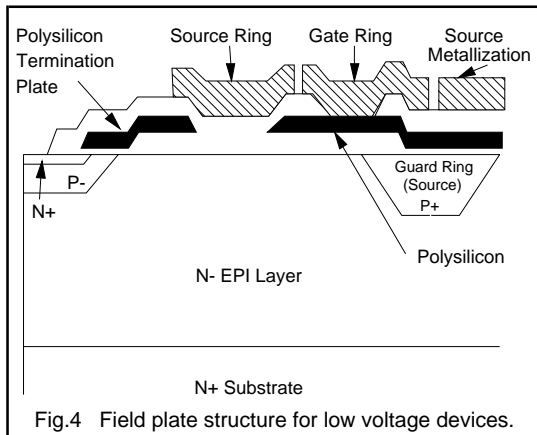 Polysilicon
Termination
Plate
Source Ring
Gate Ring
Source
Metallization
N+
P-
Guard Ring
(Source)
P+
Polysilicon
N- EPI Layer
N+ Substrate
Fig.4 Field plate structure for low voltage devices.